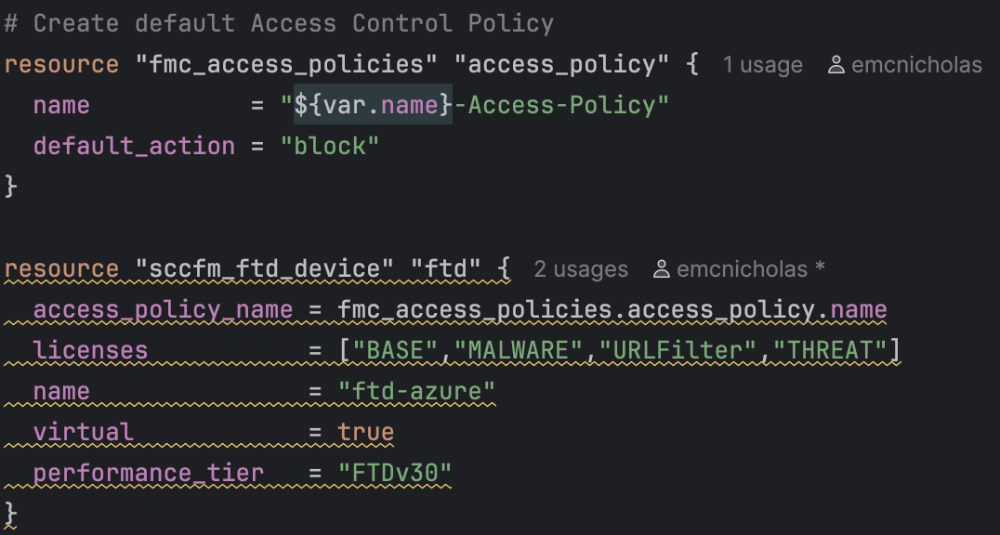 # Create default Access Control Policy
resource "fmc_access_policies" "access_policy" { 1 usage emcnicholas
  name           = "${var.name}-Access-Policy"
  default_action = "block"
}

resource "sccfm_ftd_device" "ftd" { 2 usages emcnicholas *
  access_policy_name = fmc_access_policies.access_policy.name
  licenses           = ["BASE","MALWARE","URLFilter","THREAT"]
  name               = "ftd-azure"
  virtual            = true
  performance_tier   = "FTDv30"
}